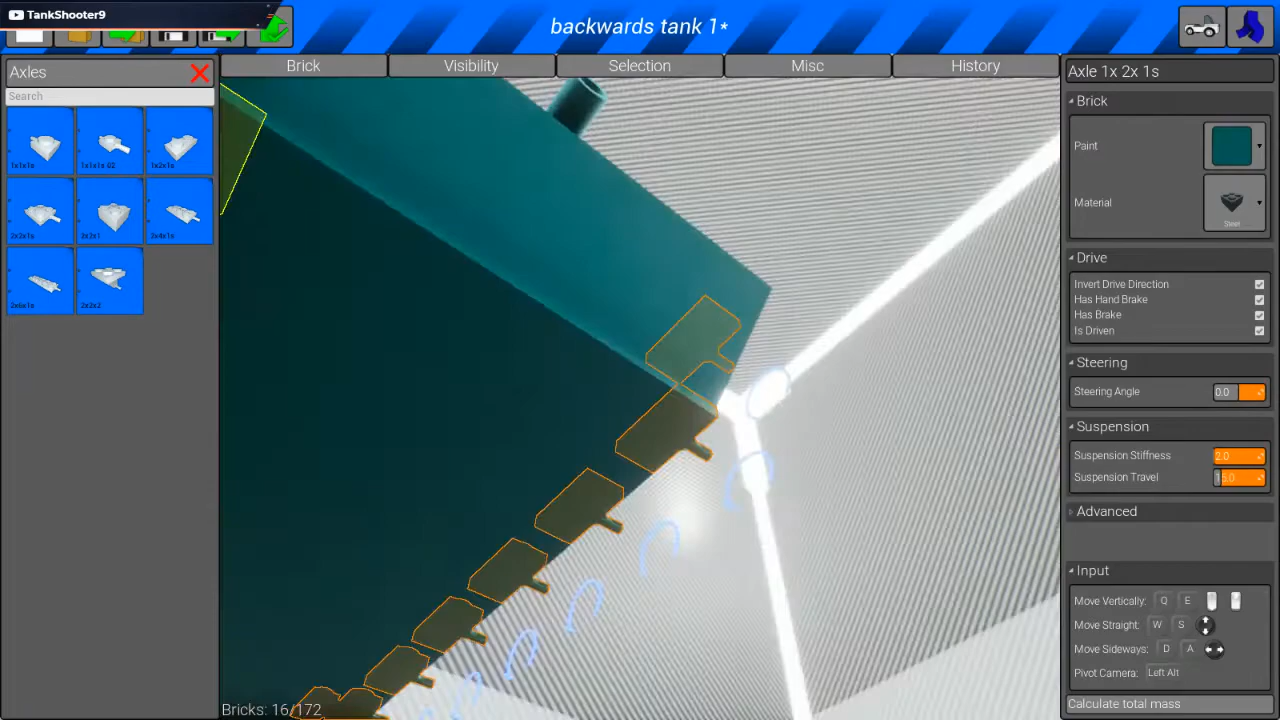 TankShooter9
backwards tank 1*
Axles
Search
1x1x1s
1x1x1s 02
1x2x1s
2x2x1s
2x2x1
2x4x1s
2x6x1s
2x2x2
Brick
Visibility
Selection
Misc
History
Bricks: 16/172
Axle 1x 2x 1s
Brick
Paint
Material
Steel
Drive
Invert Drive Direction
Has Hand Brake
Has Brake
Is Driven
Steering
Steering Angle 0.0
Suspension
Suspension Stiffness 2.0
Suspension Travel 15.0
Advanced
Input
Move Vertically: Q E
Move Straight: W S
Move Sideways: D A
Pivot Camera: Left Alt
Calculate total mass